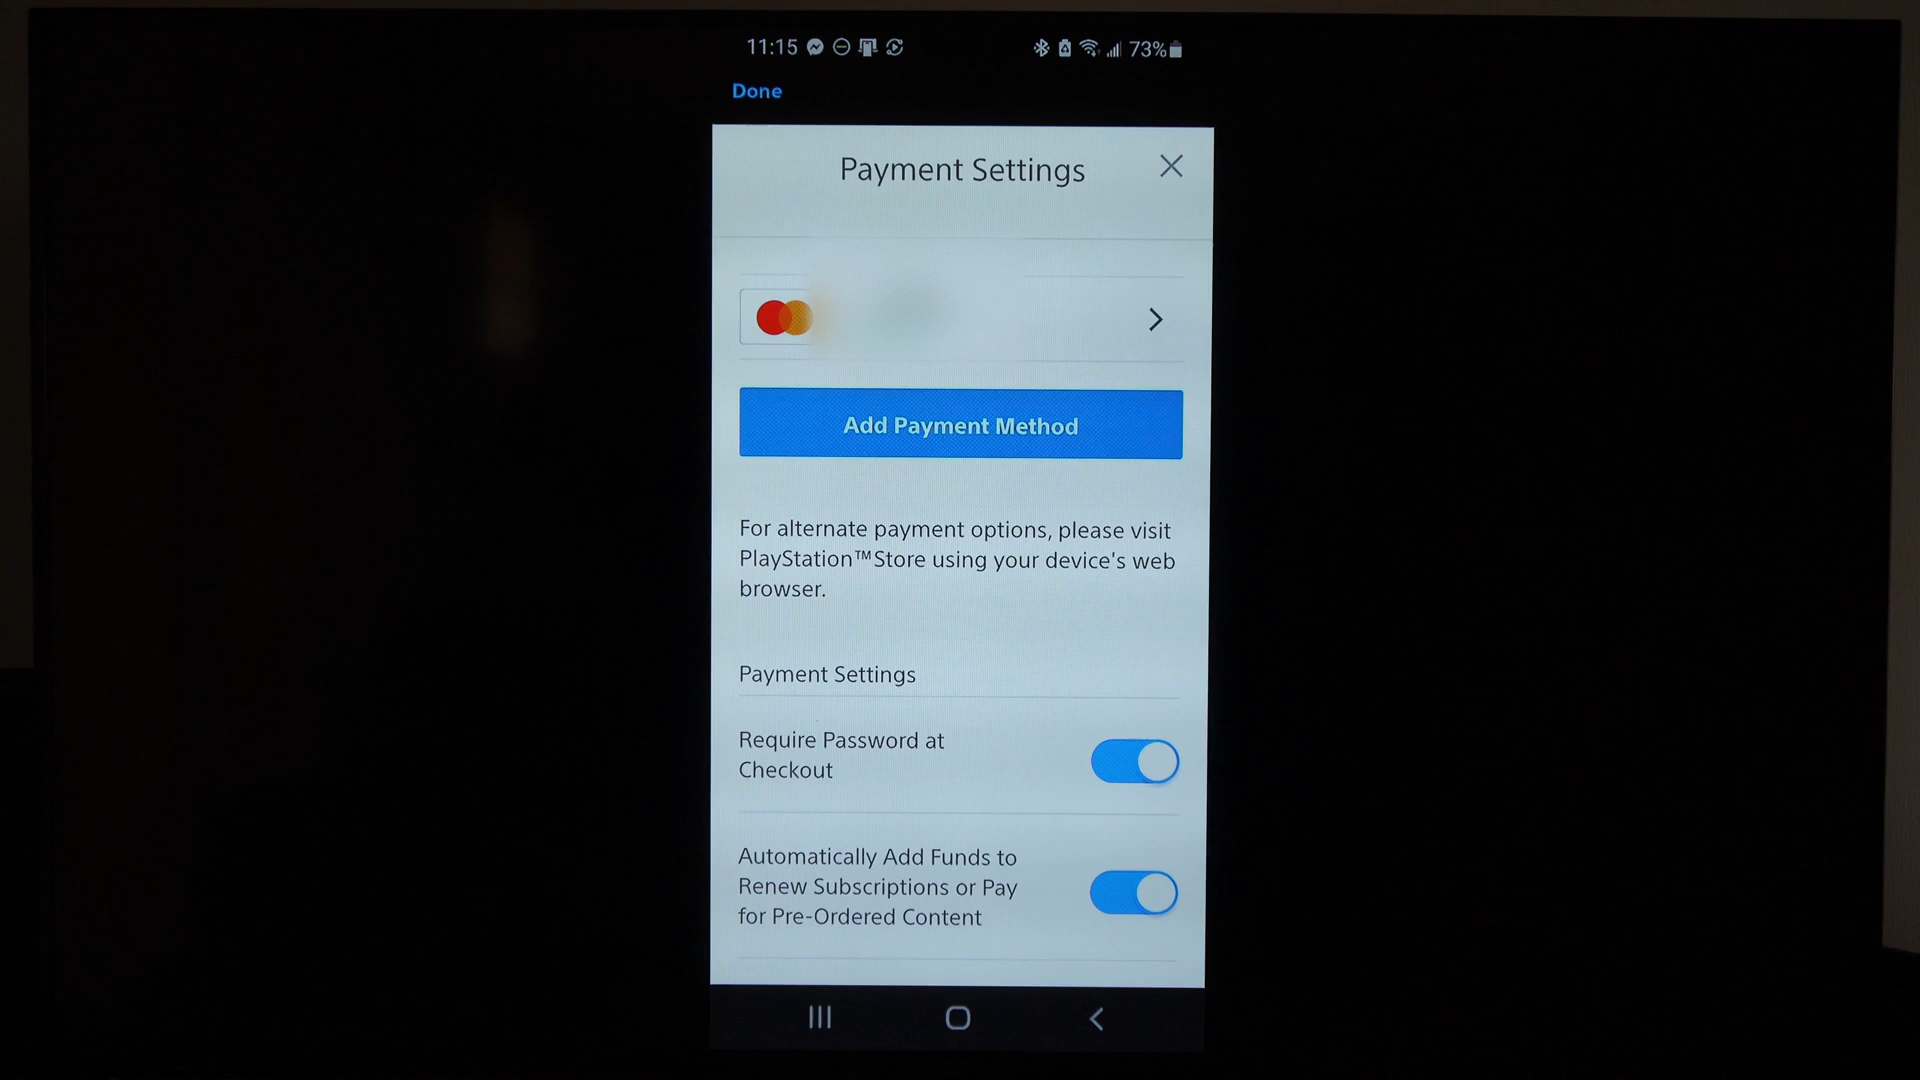 11:15
73%
Done
Payment Settings
Add Payment Method
For alternate payment options, please visit
PlayStation™Store using your device's web
browser.
Payment Settings
Require Password at
Checkout
Automatically Add Funds to
Renew Subscriptions or Pay
for Pre-Ordered Content